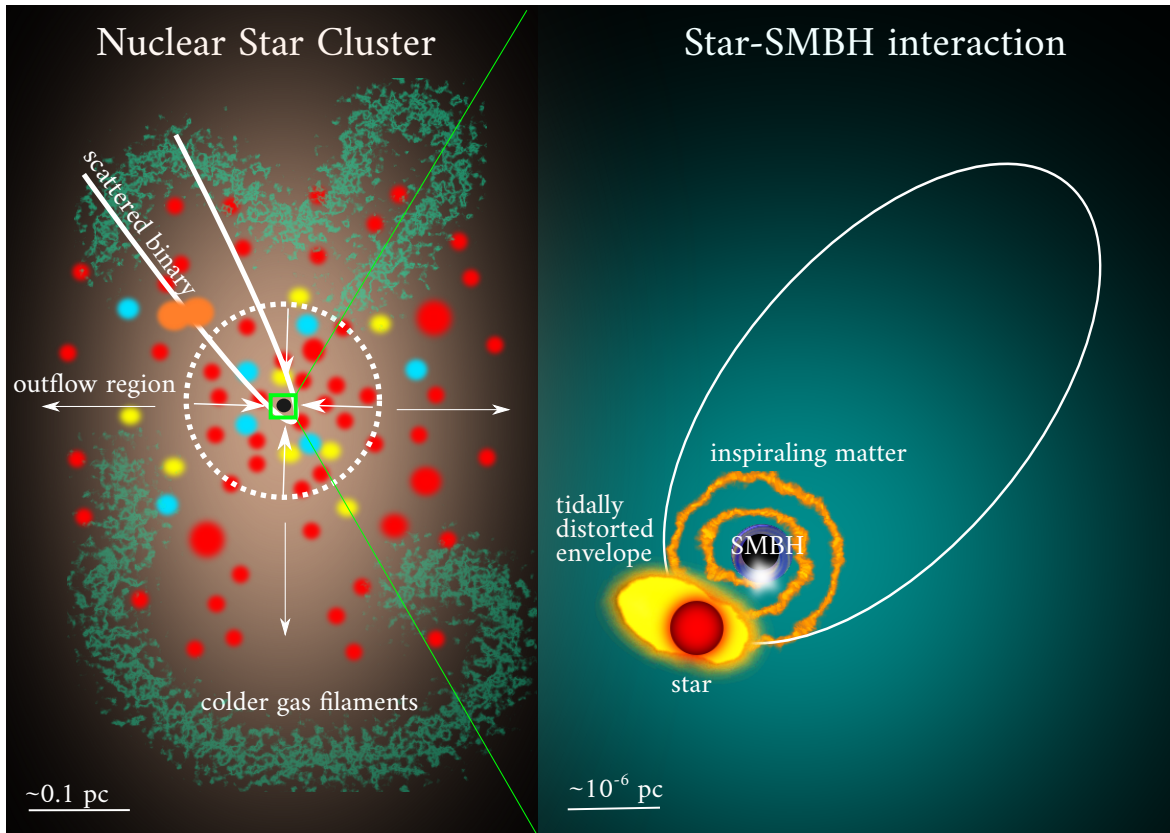 Nuclear Star Cluster
scattered binary
outflow region
colder gas filaments
~0.1 pc
Star-SMBH interaction
inspiraling matter
tidally
distorted
envelope
SMBH
star
~10⁻⁶ pc